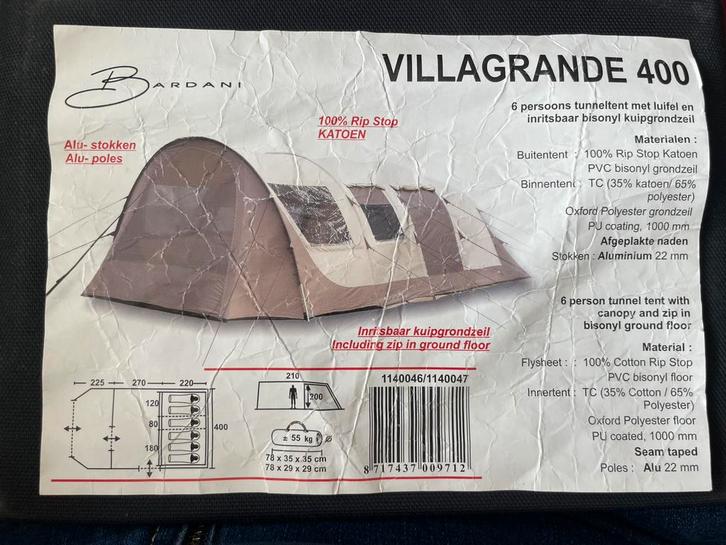 BARDANI
VILLAGRANDE 400
6 persoons tunneltent met luifel en
inritsbaar bisonyl kuipgrondzeil
100% Rip Stop
KATOEN
Alu- stokken
Alu- poles
Materialen :
Buitentent : 100% Rip Stop Katoen
PVC bisonyl grondzeil
Binnentent : TC (35% katoen/ 65%
polyester)
Oxford Polyester grondzeil
PU coating, 1000 mm
Afgeplakte naden
Stokken : Aluminium 22 mm
6 person tunnel tent with
canopy and zip in
bisonyl ground floor
Inritsbaar kuipgrondzeil
Including zip in ground floor
Material :
Flysheet : : 100% Cotton Rip Stop
PVC bisonyl floor
Innertent : TC (35% Cotton / 65%
Polyester)
Oxford Polyester floor
PU coated, 1000 mm
Seam taped
Poles : Alu 22 mm
225 270 220
120
80
180
400
210
200
± 55 kg
78 x 35 x 35 cm
78 x 29 x 29 cm
1140046/1140047
8 717437 009712